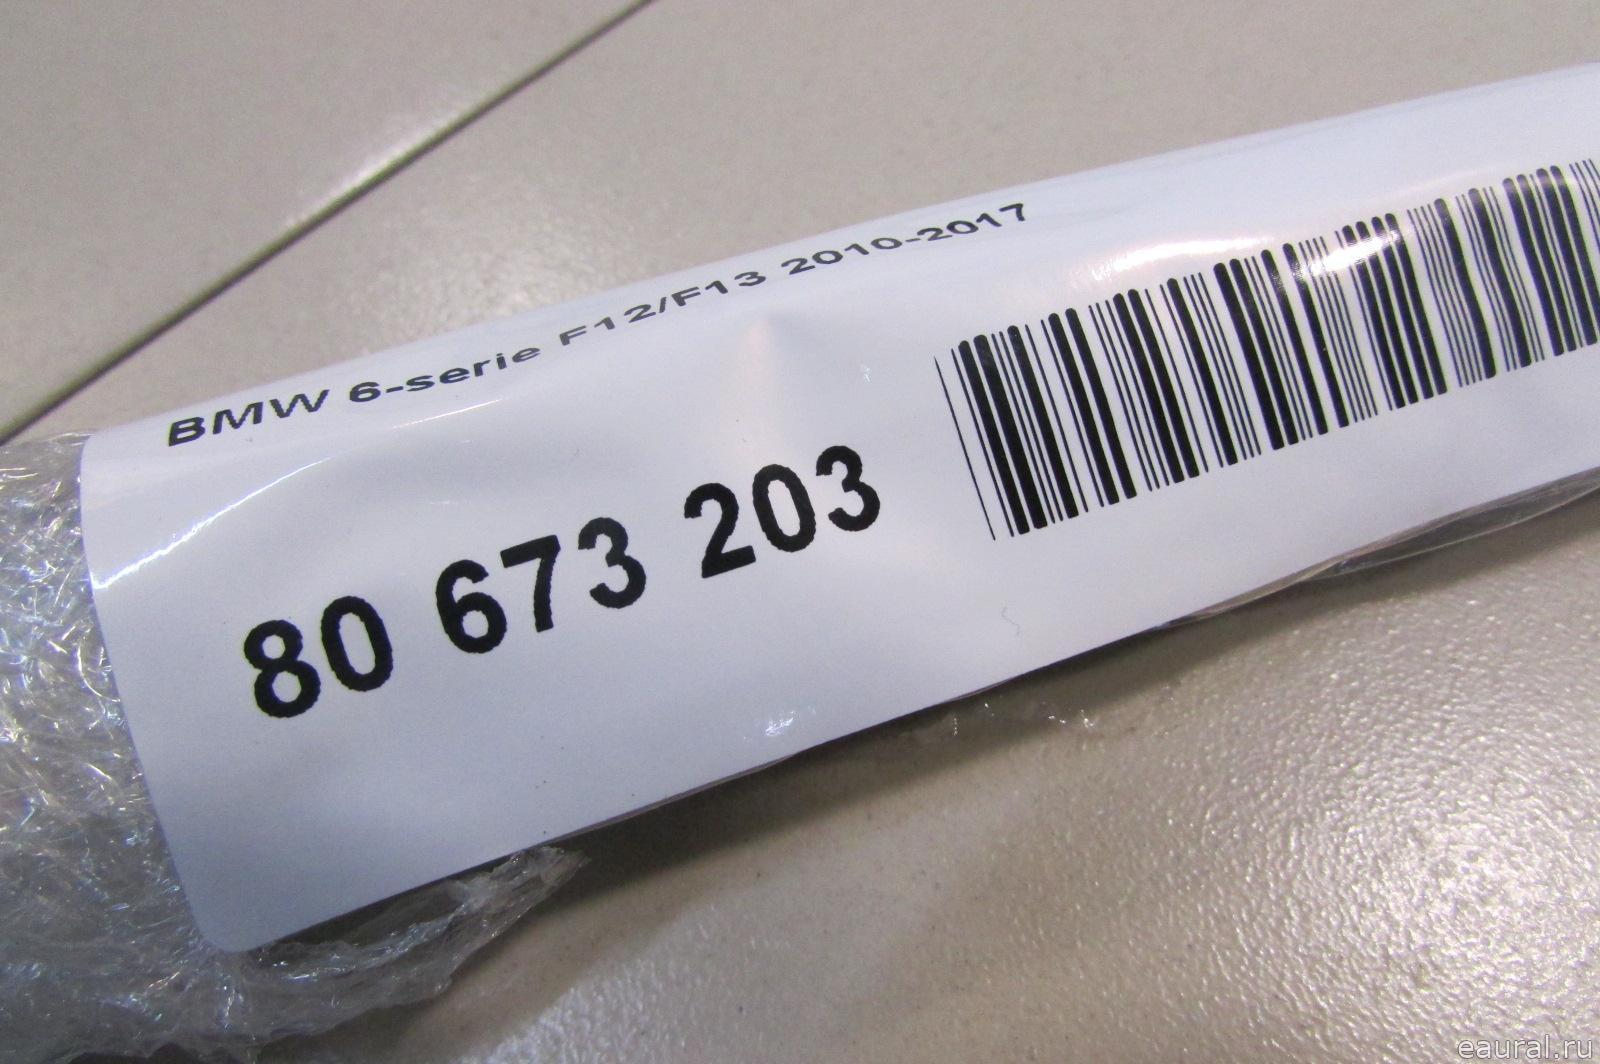 BMW 6-serie F12/F13 2010-2017
80 673 203
eaural.ru